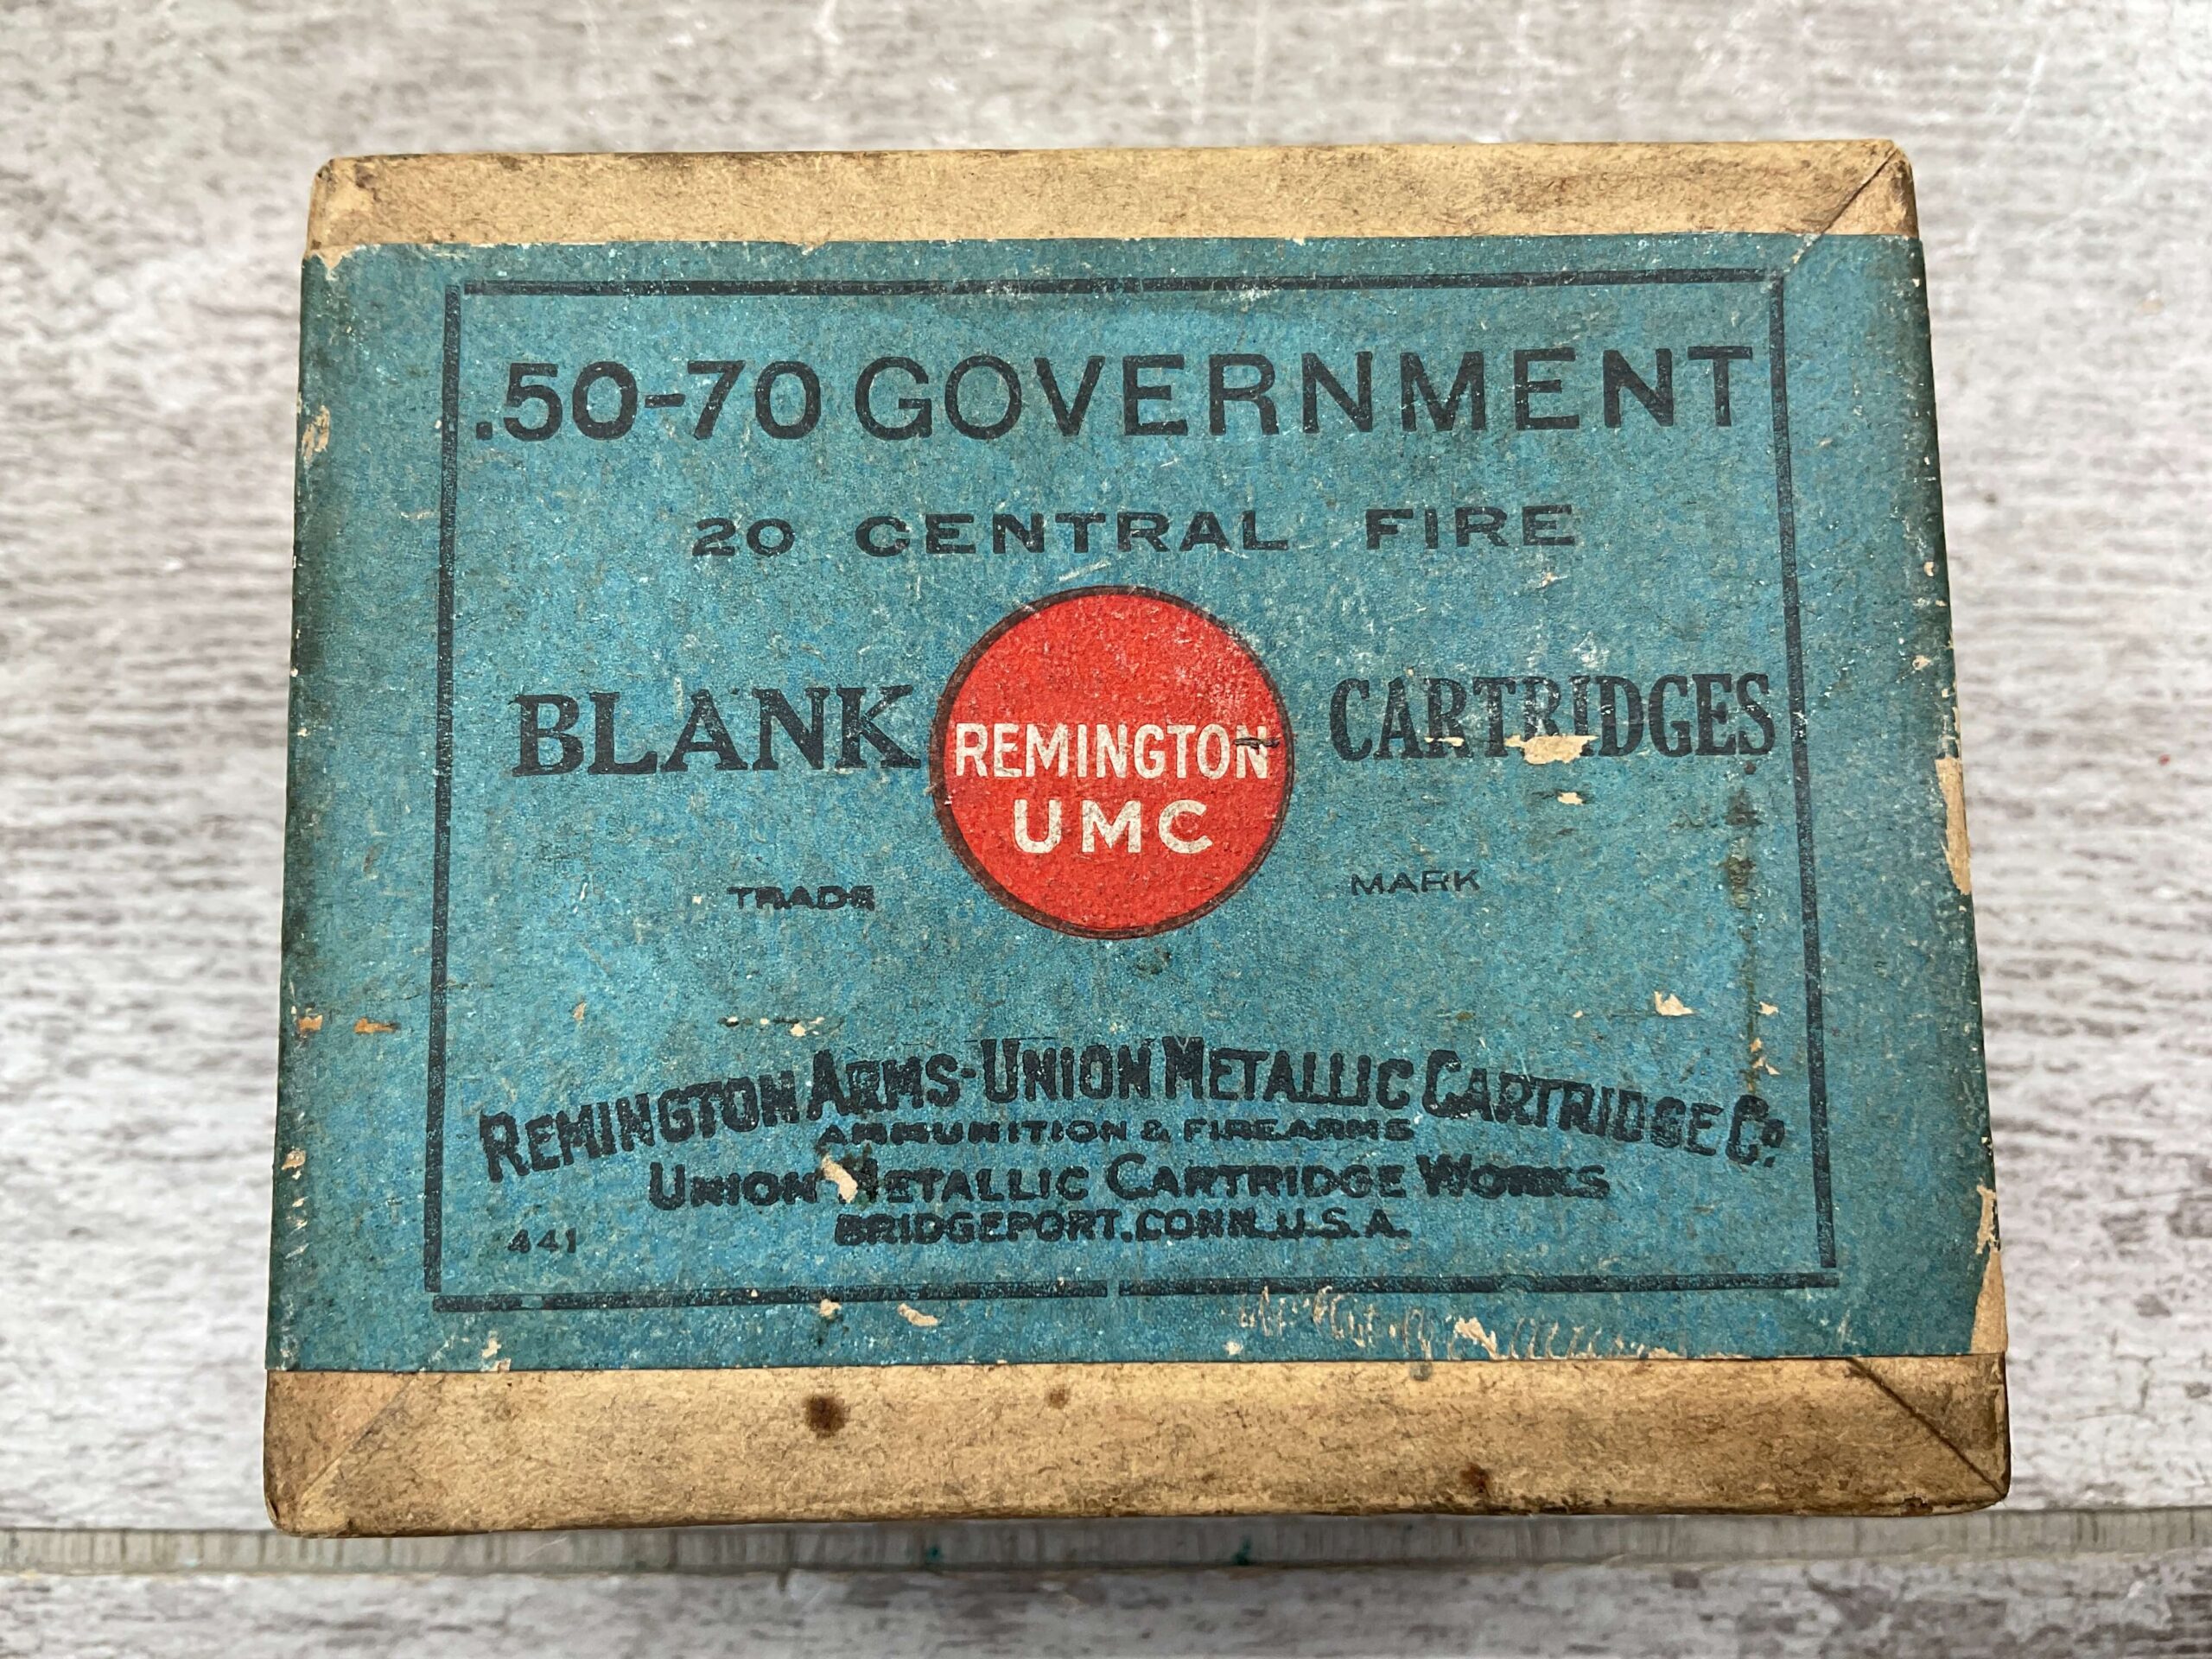 .50-70 GOVERNMENT
20 CENTRAL FIRE
BLANK REMINGTON UMC CARTRIDGES
TRADE MARK
REMINGTON ARMS-UNION METALLIC CARTRIDGE Co.
AMMUNITION & FIREARMS
UNION METALLIC CARTRIDGE WORKS
BRIDGEPORT, CONN. U.S.A.
441